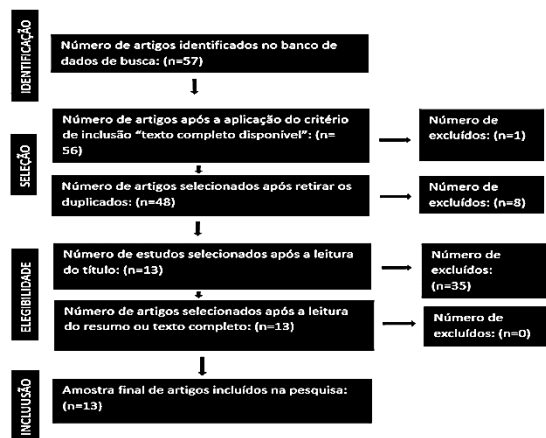 IDENTIFICAÇÃO
Número de artigos identificados no banco de
dados de busca: (n=57)
SELEÇÃO
Número de artigos após a aplicação do critério
de inclusão “texto completo disponível”: (n=
56)
Número de
excluídos: (n=1)
Número de artigos selecionados após retirar os
duplicados: (n=48)
Número de
excluídos: (n=8)
ELEGIBILIDADE
Número de estudos selecionados após a leitura
do título: (n=13)
Número de
excluídos:
(n=35)
Número de artigos selecionados após a leitura
do resumo ou texto completo: (n=13)
Número de
excluídos: (n=0)
INCLUUSÃO
Amostra final de artigos incluídos na pesquisa:
(n=13)